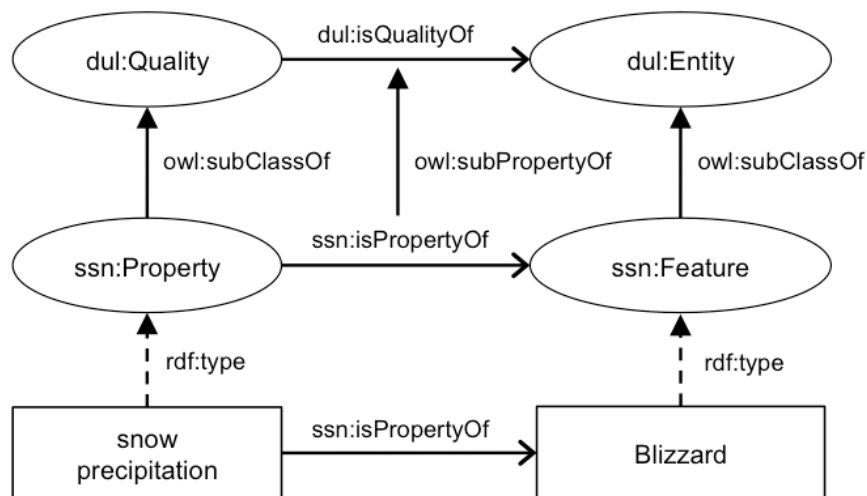 dul:isQualityOf
dul:Quality
dul:Entity
owl:subClassOf
owl:subPropertyOf
owl:subClassOf
ssn:isPropertyOf
ssn:Property
ssn:Feature
rdf:type
rdf:type
ssn:isPropertyOf
snow
precipitation
Blizzard